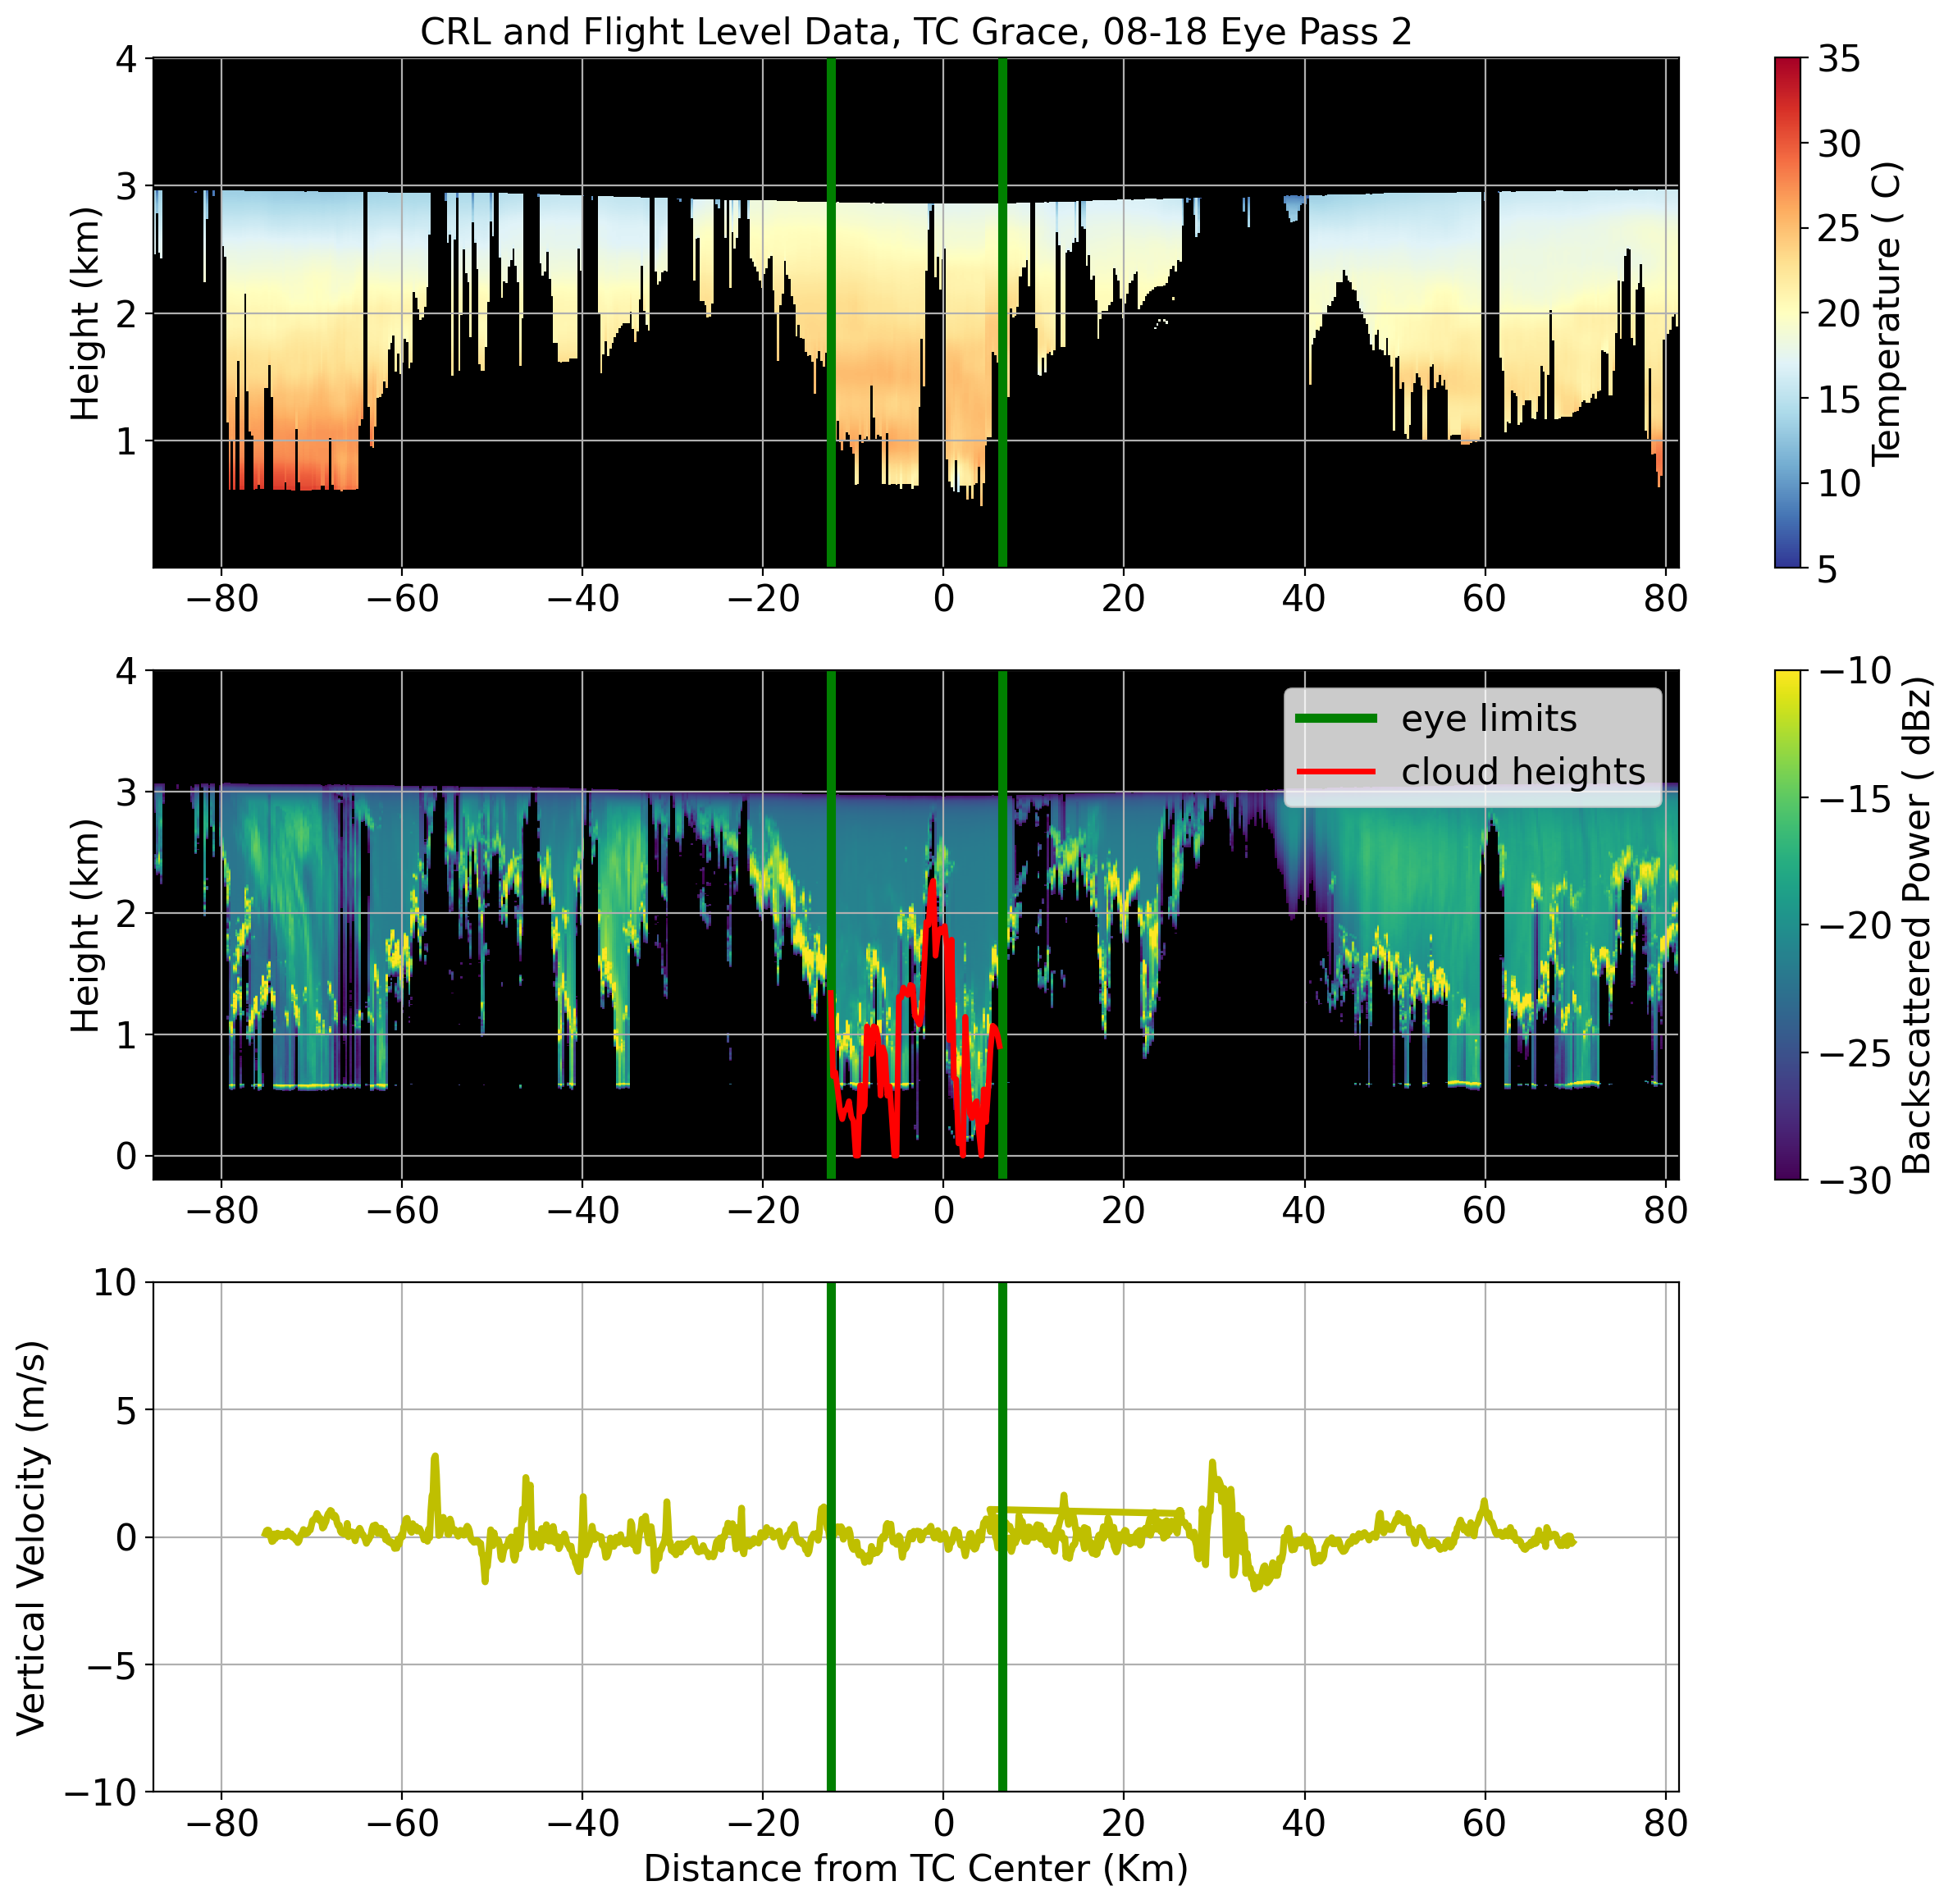 CRL and Flight Level Data, TC Grace, 08-18 Eye Pass 2
4
3
2
1
Height (km)
−80 −60 −40 −20 0 20 40 60 80
35
30
25
20
15
10
5
Temperature ( C)
4
3
2
1
0
Height (km)
eye limits
cloud heights
−80 −60 −40 −20 0 20 40 60 80
−10
−15
−20
−25
−30
Backscattered Power ( dBz)
10
5
0
−5
−10
Vertical Velocity (m/s)
−80 −60 −40 −20 0 20 40 60 80
Distance from TC Center (Km)